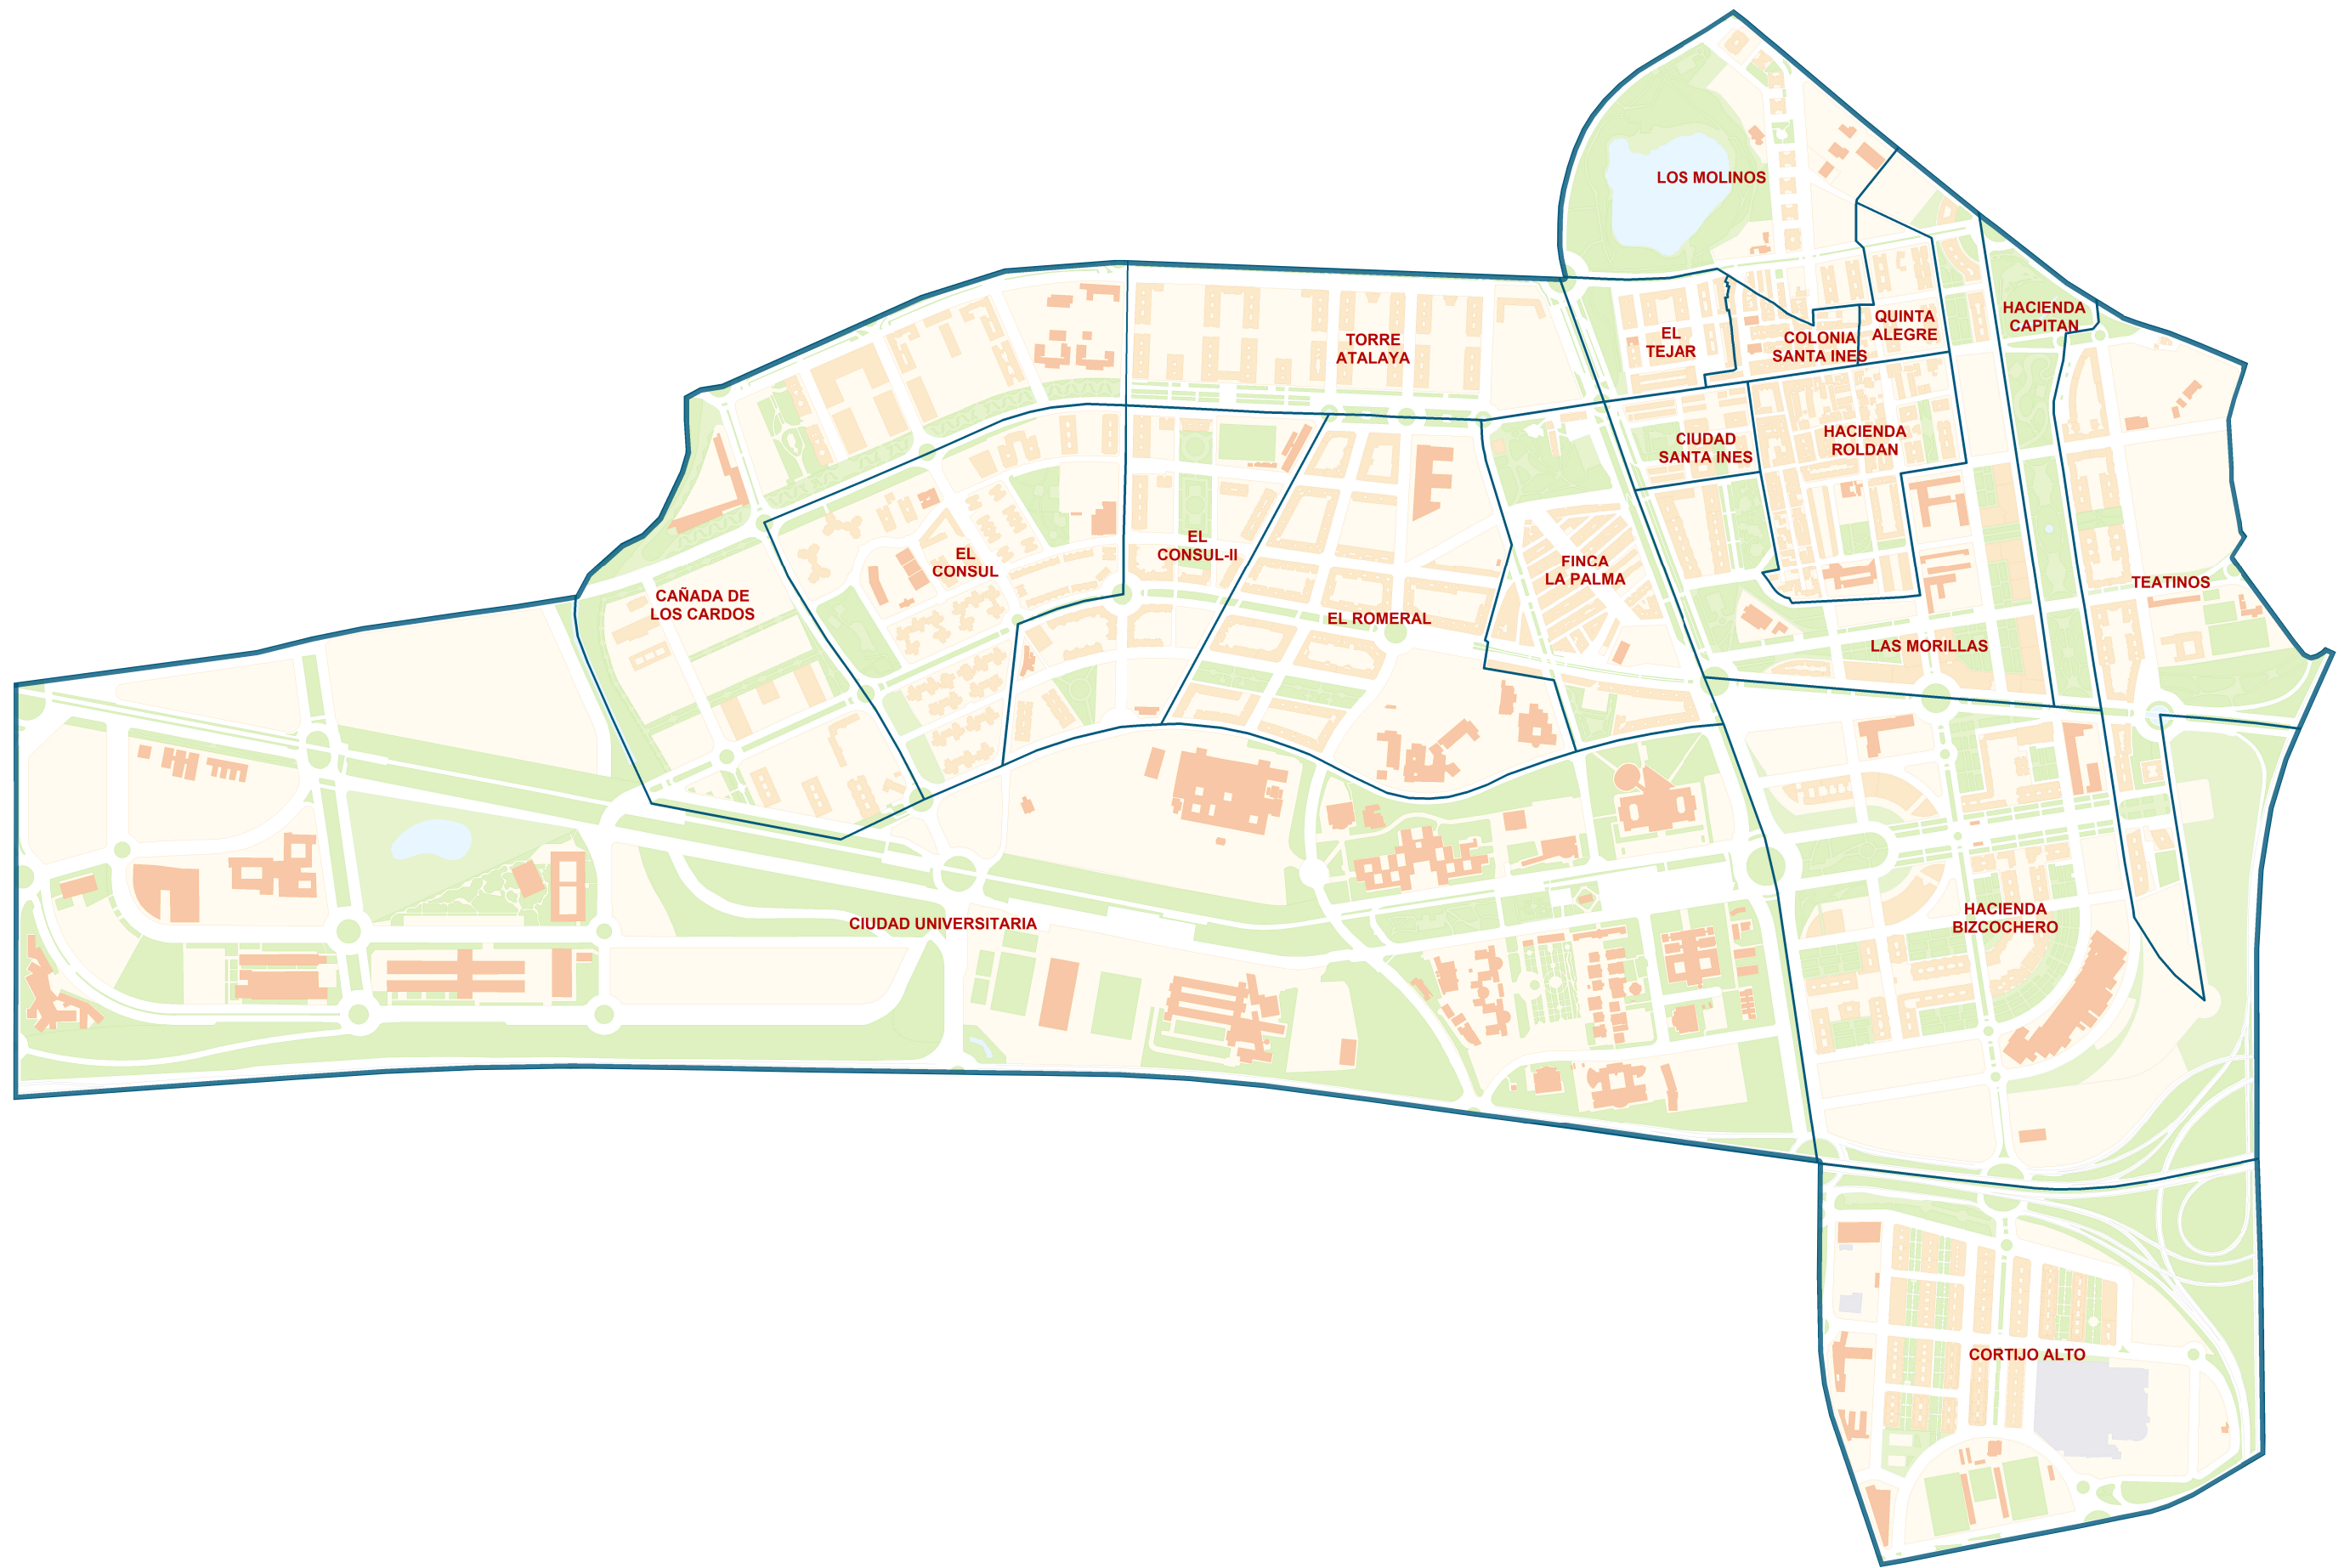 LOS MOLINOS
HACIENDA
CAPITAN
QUINTA
ALEGRE
EL
TEJAR
COLONIA
SANTA INES
TORRE
ATALAYA
CIUDAD
SANTA INES
HACIENDA
ROLDAN
EL
CONSUL
EL
CONSUL-II
FINCA
LA PALMA
TEATINOS
CAÑADA DE
LOS CARDOS
EL ROMERAL
LAS MORILLAS
CIUDAD UNIVERSITARIA
HACIENDA
BIZCOCHERO
CORTIJO ALTO